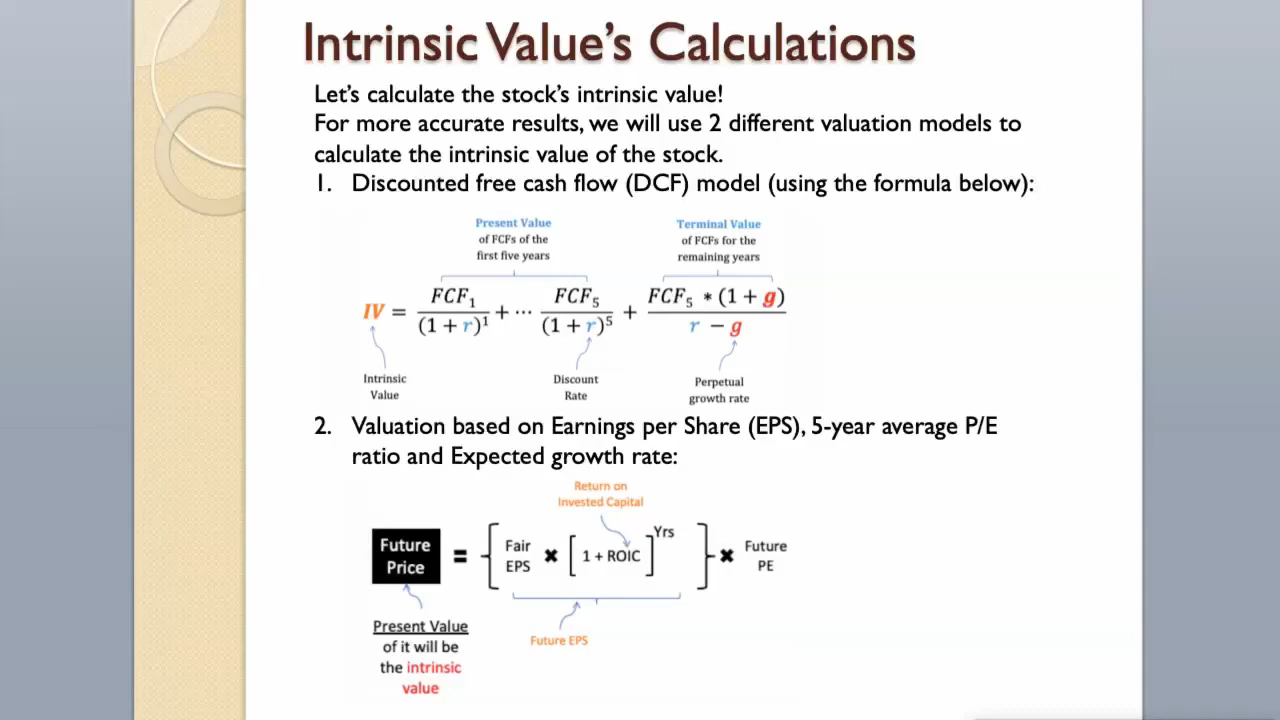 Intrinsic Value's Calculations
Let's calculate the stock's intrinsic value!
For more accurate results, we will use 2 different valuation models to
calculate the intrinsic value of the stock.
1. Discounted free cash flow (DCF) model (using the formula below):
Present Value
of FCFs of the
first five years
Terminal Value
of FCFs for the
remaining years
IV = FCF₁ / (1 + r)¹ + ··· FCF₅ / (1 + r)⁵ + FCF₅ * (1 + g) / r − g
Intrinsic
Value
Discount
Rate
Perpetual
growth rate
2. Valuation based on Earnings per Share (EPS), 5-year average P/E
ratio and Expected growth rate:
Return on
Invested Capital
Future
Price
=
{ Fair
EPS
× [ 1 + ROIC ] Yrs } ×
Future
PE
Present Value
of it will be
the intrinsic
value
Future EPS